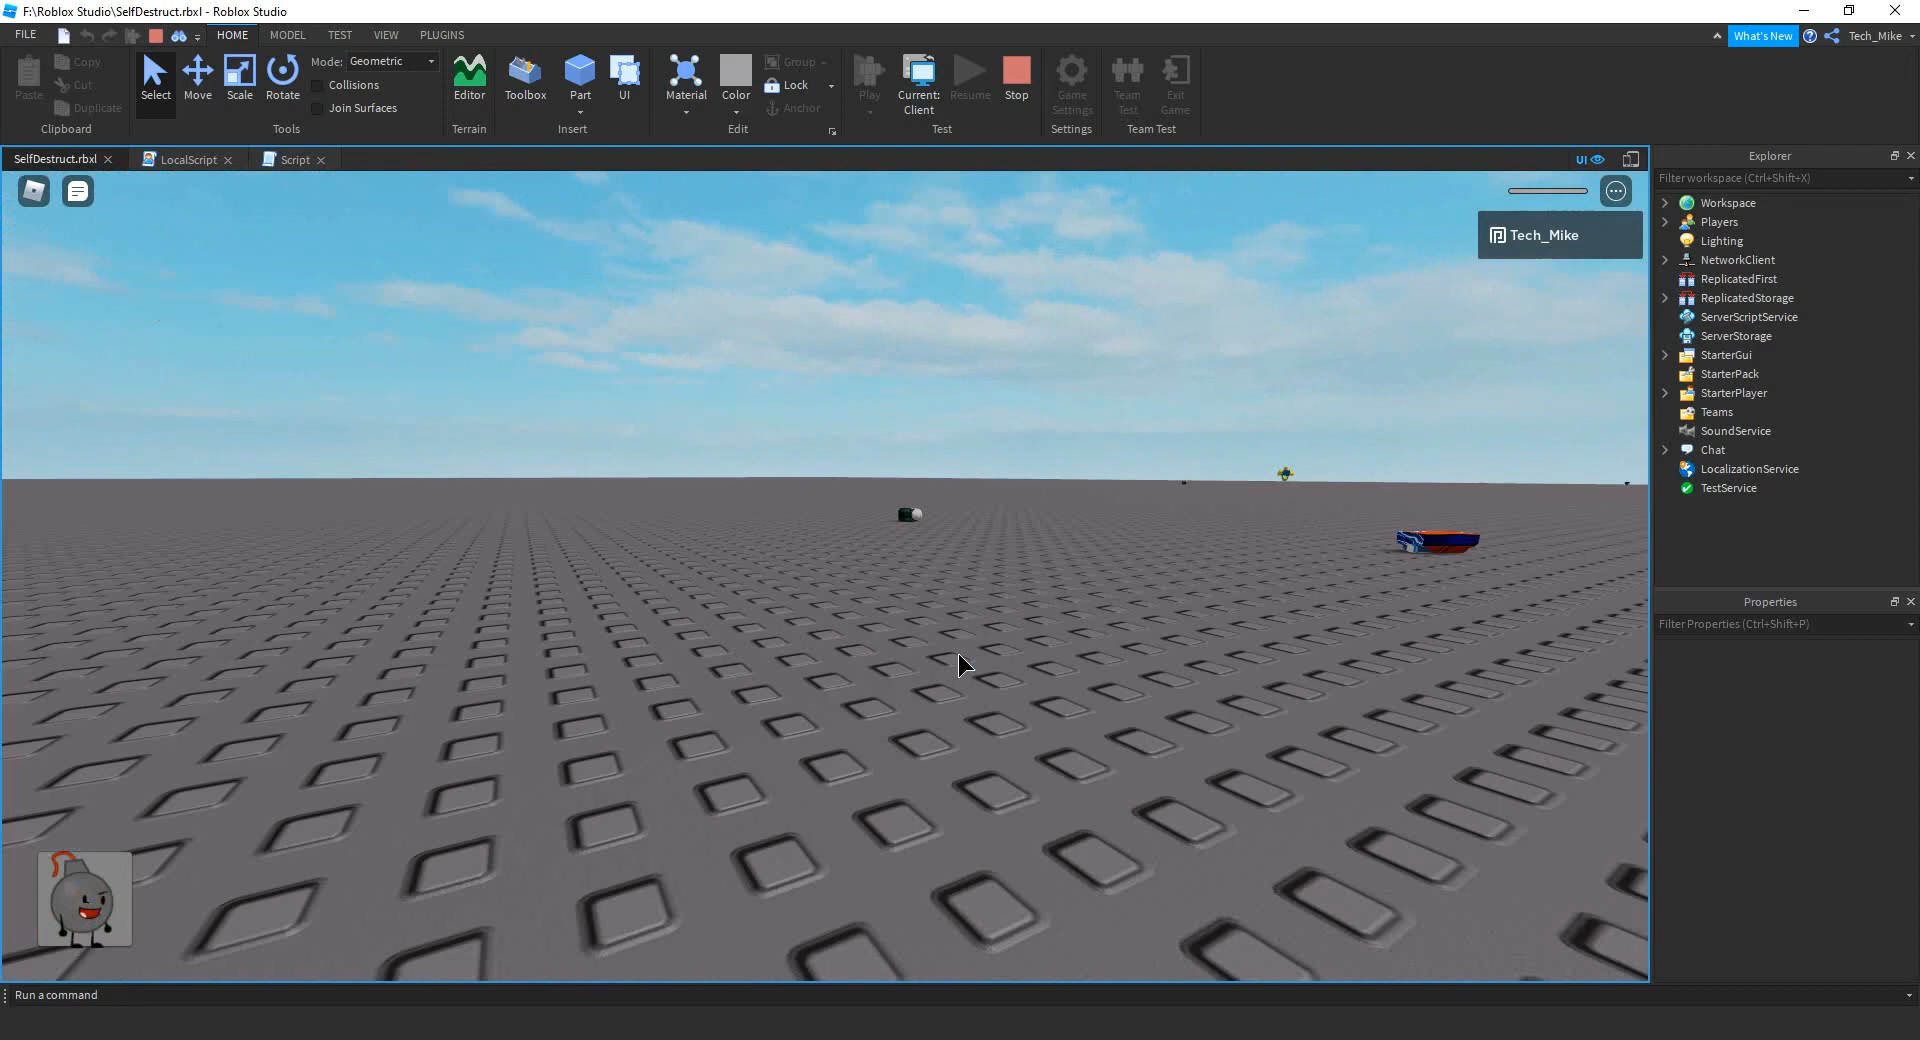 F:\Roblox Studio\SelfDestruct.rbxl - Roblox Studio
FILE
HOME
MODEL
TEST
VIEW
PLUGINS
What's New
Tech_Mike
Paste
Copy
Cut
Duplicate
Clipboard
Select
Move
Scale
Rotate
Mode: Geometric
Collisions
Join Surfaces
Tools
Editor
Terrain
Toolbox
Part
UI
Insert
Material
Color
Group
Lock
Anchor
Edit
Play
Current:
Client
Resume
Stop
Test
Game
Settings
Settings
Team
Test
Exit
Game
Team Test
SelfDestruct.rbxl
LocalScript
Script
UI
Tech_Mike
Explorer
Filter workspace (Ctrl+Shift+X)
Workspace
Players
Lighting
NetworkClient
ReplicatedFirst
ReplicatedStorage
ServerScriptService
ServerStorage
StarterGui
StarterPack
StarterPlayer
Teams
SoundService
Chat
LocalizationService
TestService
Properties
Filter Properties (Ctrl+Shift+P)
Run a command